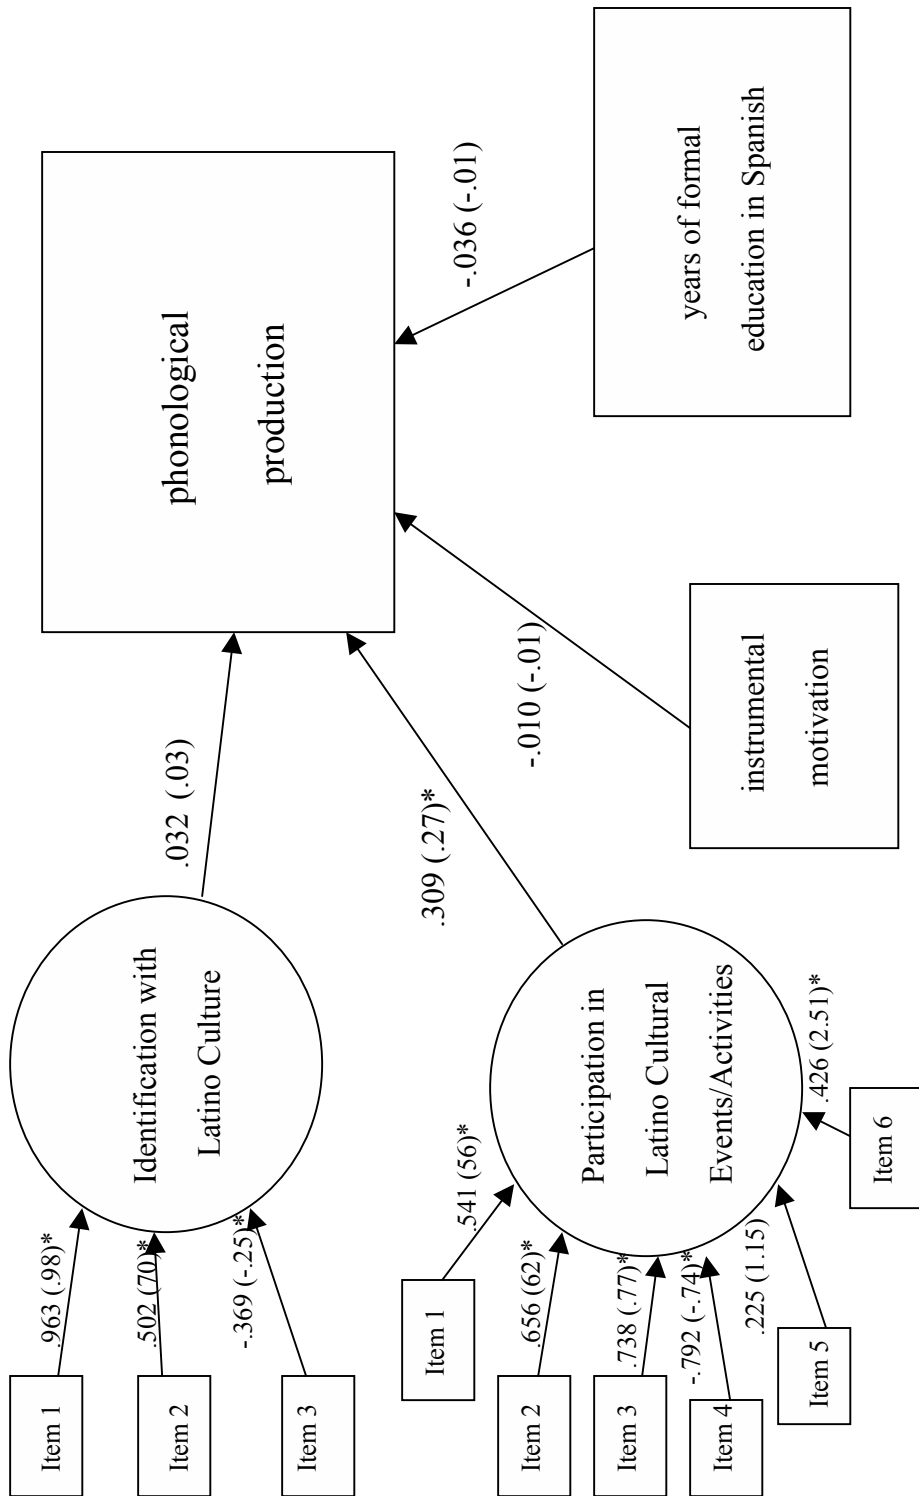 Item 1
Item 2
Item 3
.963 (.98)*
.502 (70)*
-.369 (-.25)*
Identification with
Latino Culture
.032 (.03)
phonological
production
Item 1
Item 2
Item 3
Item 4
Item 5
Item 6
.541 (56)*
.656 (62)*
.738 (.77)*
-.792 (-.74)*
.225 (1.15)
.426 (2.51)*
Participation in
Latino Cultural
Events/Activities
.309 (.27)*
-.010 (-.01)
-.036 (-.01)
instrumental
motivation
years of formal
education in Spanish